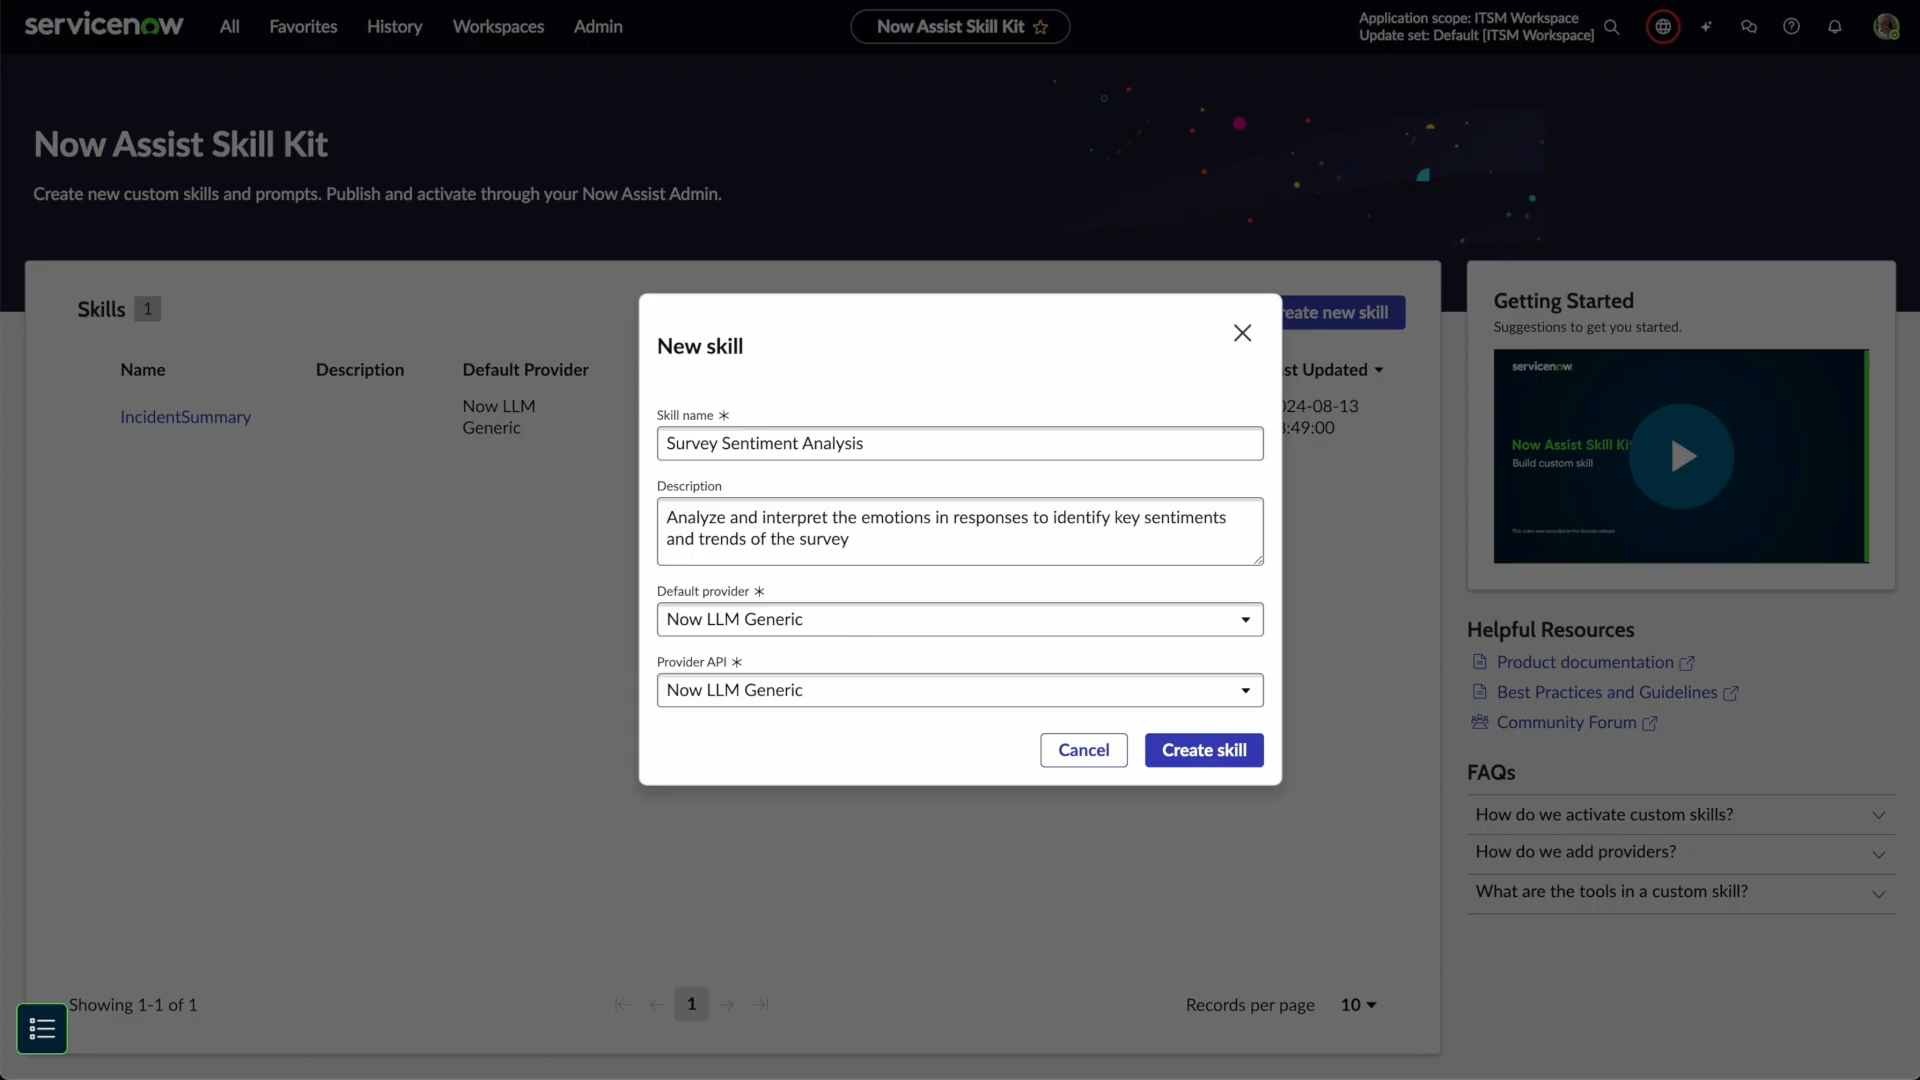 servicenow
All
Favorites
History
Workspaces
Admin
Now Assist Skill Kit
Application scope: ITSM Workspace
Update set: Default [ITSM Workspace]
Now Assist Skill Kit
Create new custom skills and prompts. Publish and activate through your Now Assist Admin.
Skills 1
eate new skill
Name
Description
Default Provider
st Updated
IncidentSummary
Now LLM
Generic
024-08-13
:49:00
New skill
Skill name *
Survey Sentiment Analysis
Description
Analyze and interpret the emotions in responses to identify key sentiments
and trends of the survey
Default provider *
Now LLM Generic
Provider API *
Now LLM Generic
Cancel
Create skill
Showing 1-1 of 1
1
Records per page 10
Getting Started
Suggestions to get you started.
servicenow
Now Assist Skill Ki
Build custom skill
Helpful Resources
Product documentation
Best Practices and Guidelines
Community Forum
FAQs
How do we activate custom skills?
How do we add providers?
What are the tools in a custom skill?